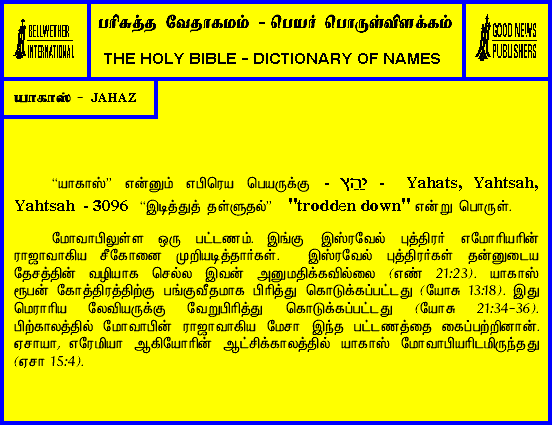 BELLWETHER
INTERNATIONAL
பரிசுத்த வேதாகமம் - பெயர் பொருள்விளக்கம்
THE HOLY BIBLE - DICTIONARY OF NAMES
GOOD NEWS
PUBLISHERS
யாகாஸ் - JAHAZ
“யாகாஸ்” என்னும் எபிரெய பெயருக்கு - יַהַץ - Yahats, Yahtsah,
Yahtsah - 3096 “இடித்துத் தள்ளுதல்” "trodden down" என்று பொருள்.
மோவாபிலுள்ள ஒரு பட்டணம். இங்கு இஸ்ரவேல் புத்திரர் எமோரியரின்
ராஜாவாகிய சீகோனை முறியடித்தார்கள். இஸ்ரவேல் புத்திரர்கள் தன்னுடைய
தேசத்தின் வழியாக செல்ல இவன் அனுமதிக்கவில்லை (எண் 21:23). யாகாஸ்
ரூபன் கோத்திரத்திற்கு பங்குவீதமாக பிரித்து கொடுக்கப்பட்டது (யோசு 13:18). இது
மெராரிய லேவியருக்கு வேறுபிரித்து கொடுக்கப்பட்டது (யோசு 21:34-36).
பிற்காலத்தில் மோவாபின் ராஜாவாகிய மேசா இந்த பட்டணத்தை கைப்பற்றினான்.
ஏசாயா, எரேமியா ஆகியோரின் ஆட்சிக்காலத்தில் யாகாஸ் மோவாபியரிடமிருந்தது
(ஏசா 15:4).